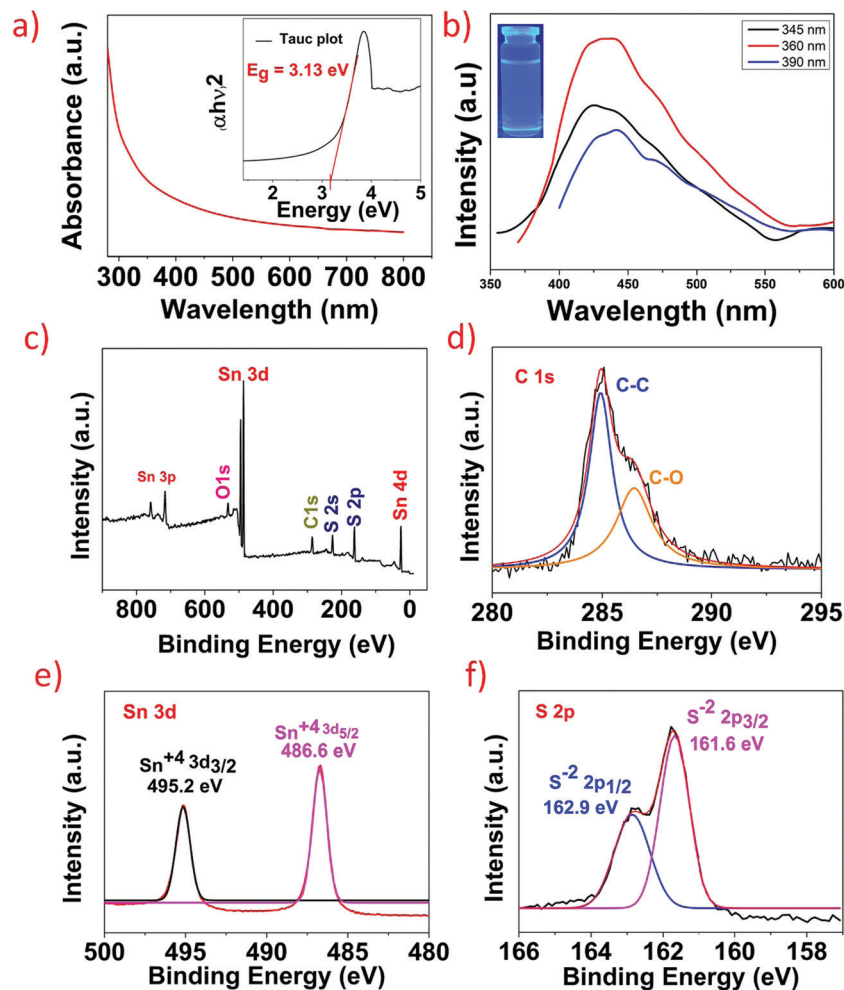 a)
Absorbance (a.u.)
(αhν)2
Tauc plot
Eg = 3.13 eV
2 3 4 5
Energy (eV)
300 400 500 600 700 800
Wavelength (nm)
b)
Intensity (a.u)
345 nm
360 nm
390 nm
350 400 450 500 550 600
Wavelength (nm)
c)
Intensity (a.u.)
Sn 3p
O1s
Sn 3d
C1s
S 2s
S 2p
Sn 4d
800 600 400 200 0
Binding Energy (eV)
d)
Intensity (a.u.)
C 1s
C-C
C-O
280 285 290 295
Binding Energy (eV)
e)
Intensity (a.u.)
Sn 3d
Sn+4 3d3/2
495.2 eV
Sn+4 3d5/2
486.6 eV
500 495 490 485 480
Binding Energy (eV)
f)
Intensity (a.u.)
S 2p
S-2 2p1/2
162.9 eV
S-2 2p3/2
161.6 eV
166 164 162 160 158
Binding Energy (eV)